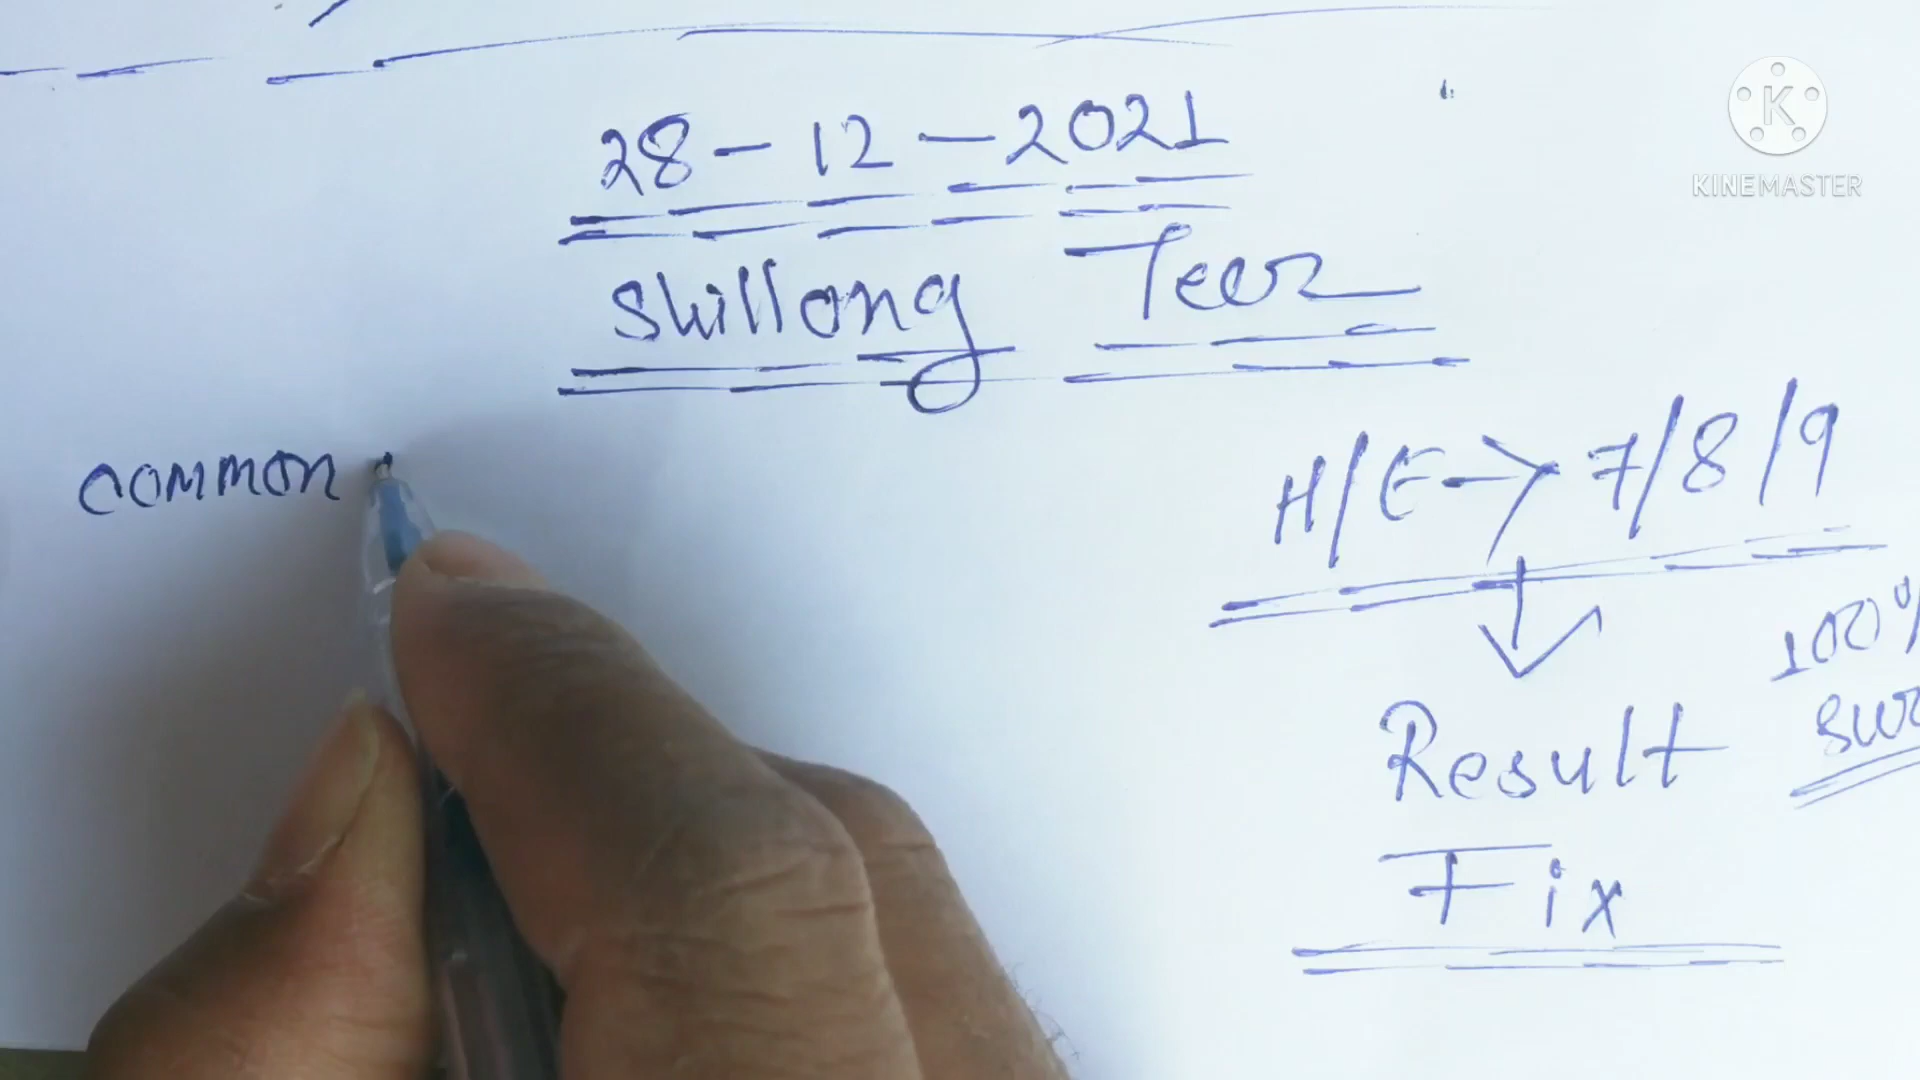 28-12-2021
Shillong Teer
common
H/E→7/8/9
100%
Result
Fix
KINEMASTER